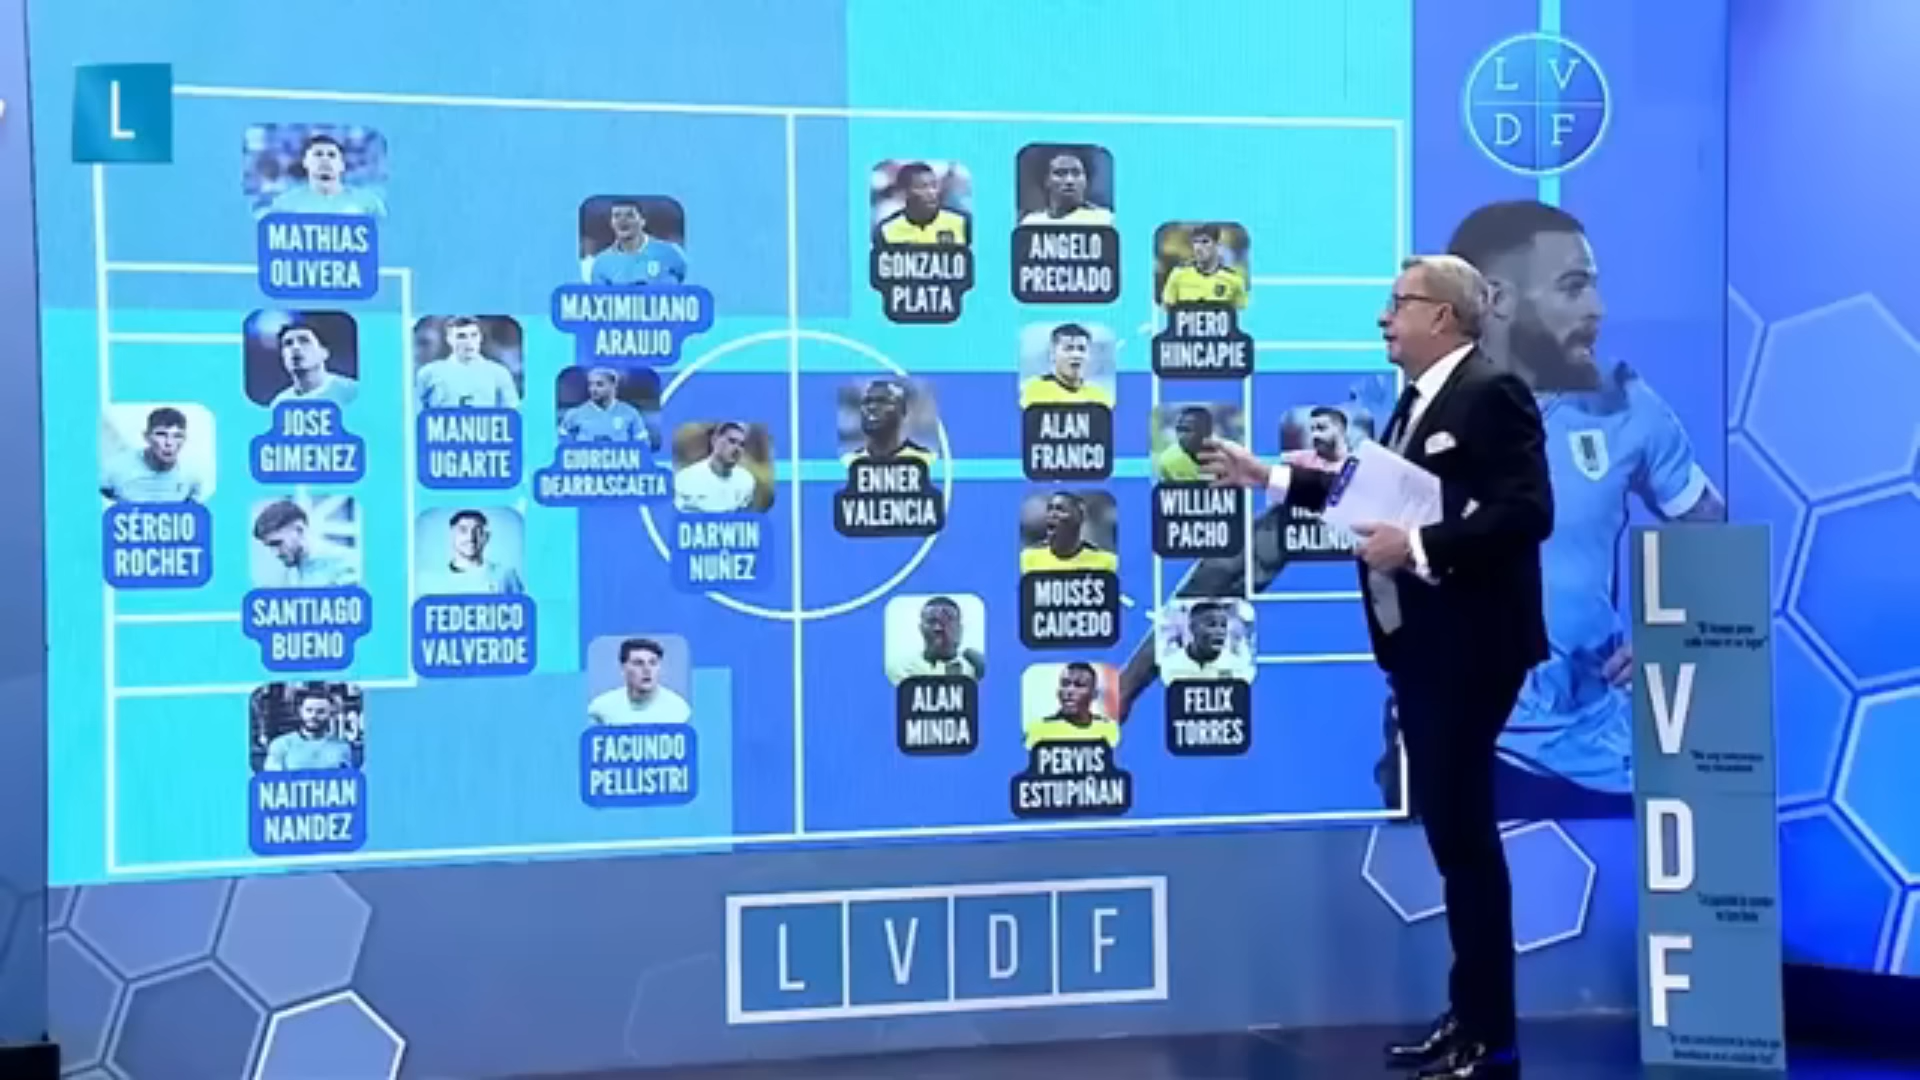 L
L V
D F
MATHIAS
OLIVERA
MAXIMILIANO
ARAUJO
JOSE
GIMENEZ
MANUEL
UGARTE
GIORGIAN
DEARRASCAETA
SÉRGIO
ROCHET
DARWIN
NUÑEZ
SANTIAGO
BUENO
FEDERICO
VALVERDE
NAITHAN
NANDEZ
FACUNDO
PELLISTRI
GONZALO
PLATA
ANGELO
PRECIADO
PIERO
HINCAPIE
ENNER
VALENCIA
ALAN
FRANCO
WILLIAN
PACHO
MOISÉS
CAICEDO
ALAN
MINDA
FELIX
TORRES
PERVIS
ESTUPIÑAN
13
L V D F
L
V
D
F